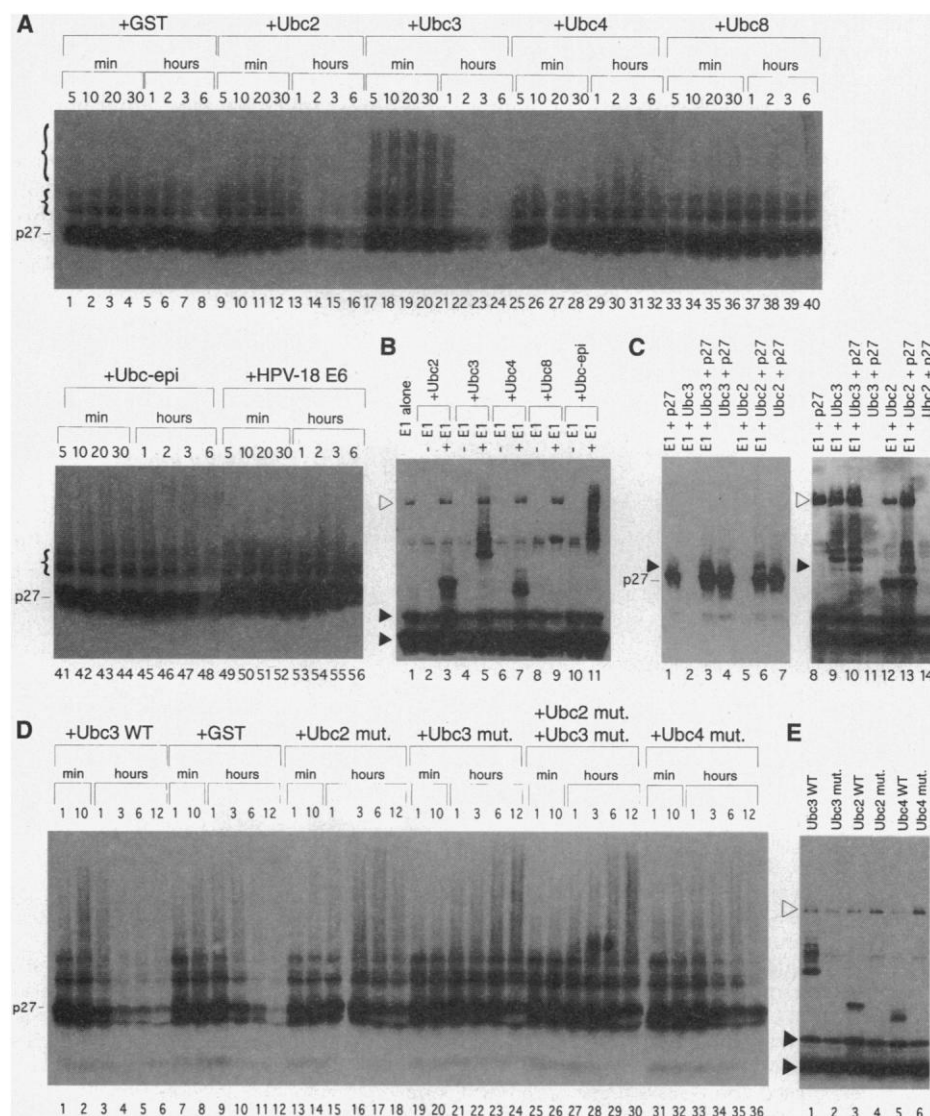 A
+GST +Ubc2 +Ubc3 +Ubc4 +Ubc8
min hours min hours min hours min hours min hours
5 10 20 30 1 2 3 6 5 10 20 30 1 2 3 6 5 10 20 30 1 2 3 6 5 10 20 30 1 2 3 6 5 10 20 30 1 2 3 6
p27
1 2 3 4 5 6 7 8 9 10 11 12 13 14 15 16 17 18 19 20 21 22 23 24 25 26 27 28 29 30 31 32 33 34 35 36 37 38 39 40
+Ubc-epi +HPV-18 E6
min hours min hours
5 10 20 30 1 2 3 6 5 10 20 30 1 2 3 6
p27
41 42 43 44 45 46 47 48 49 50 51 52 53 54 55 56
B
E1 alone +Ubc2 +Ubc3 +Ubc4 +Ubc8 +Ubc-epi
E1 E1 E1 E1 E1 E1 E1 E1 E1 E1
- + - + - + - + - +
1 2 3 4 5 6 7 8 9 10 11
C
E1 + p27
E1 + Ubc3
E1 + Ubc3 + p27
Ubc3 + p27
E1 + Ubc2
E1 + Ubc2 + p27
Ubc2 + p27
E1 + p27
E1 + Ubc3
E1 + Ubc3 + p27
Ubc3 + p27
E1 + Ubc2
E1 + Ubc2 + p27
Ubc2 + p27
p27
1 2 3 4 5 6 7 8 9 10 11 12 13 14
D
+Ubc3 WT +GST +Ubc2 mut. +Ubc3 mut. +Ubc2 mut. +Ubc3 mut. +Ubc4 mut.
min hours min hours min hours min hours min hours min hours
1 10 1 3 6 12 1 10 1 3 6 12 1 10 1 3 6 12 1 10 1 3 6 12 1 10 1 3 6 12 1 10 1 3 6 12
p27
1 2 3 4 5 6 7 8 9 10 11 12 13 14 15 16 17 18 19 20 21 22 23 24 25 26 27 28 29 30 31 32 33 34 35 36
E
Ubc3 WT
Ubc3 mut.
Ubc2 WT
Ubc2 mut.
Ubc4 WT
Ubc4 mut.
1 2 3 4 5 6